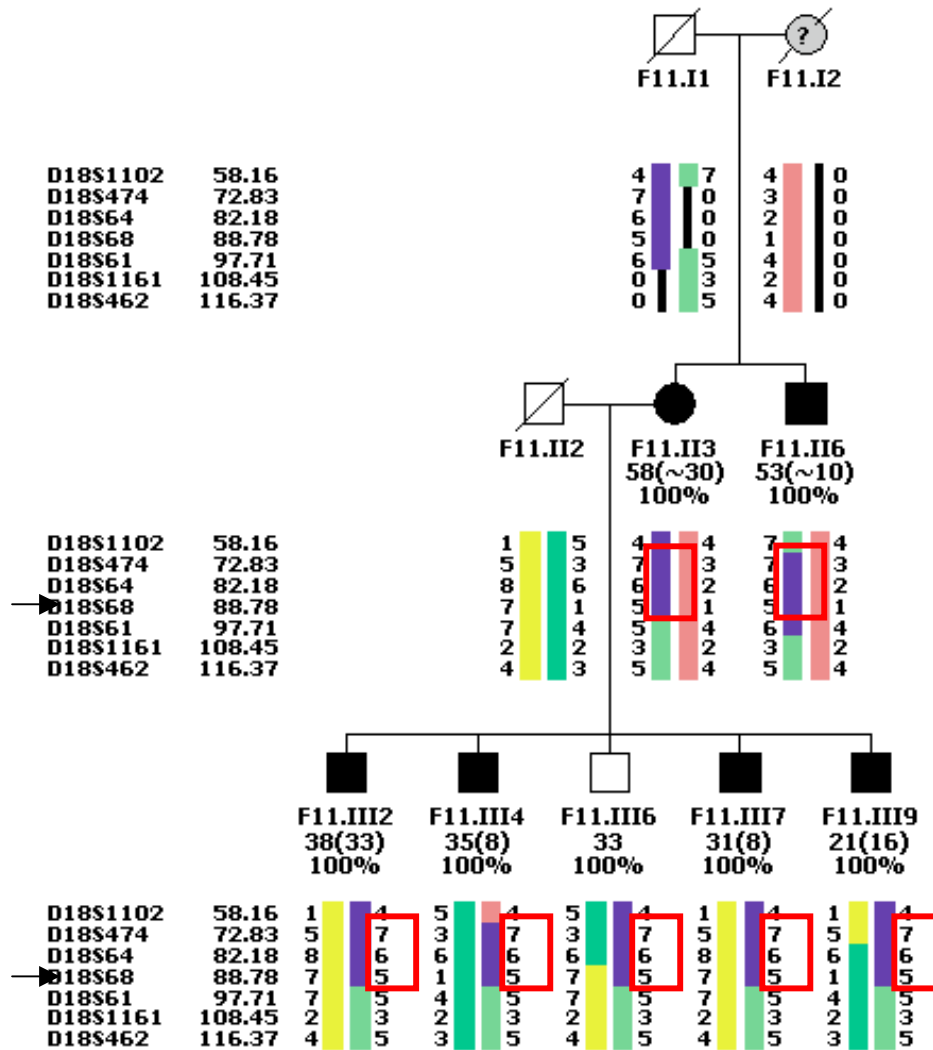 ?
F11.I1 F11.I2
D18S1102 58.16 4 7 4 0
D18S474 72.83 7 0 3 0
D18S64 82.18 6 0 2 0
D18S68 88.78 5 0 1 0
D18S61 97.71 6 5 4 0
D18S1161 108.45 0 3 2 0
D18S462 116.37 0 5 4 0
F11.II2 F11.II3 F11.II6
58(~30) 53(~10)
100% 100%
D18S1102 58.16 1 5 4 4 7 4
D18S474 72.83 5 3 7 3 7 3
D18S64 82.18 8 6 6 2 6 2
D18S68 88.78 7 1 5 1 5 1
D18S61 97.71 7 4 5 4 6 4
D18S1161 108.45 2 2 3 2 3 2
D18S462 116.37 4 3 5 4 5 4
F11.III2 F11.III4 F11.III6 F11.III7 F11.III9
38(33) 35(8) 33 31(8) 21(16)
100% 100% 100% 100% 100%
D18S1102 58.16 1 4 5 4 5 4 1 4 1 4
D18S474 72.83 5 7 3 7 3 7 5 7 5 7
D18S64 82.18 8 6 6 6 6 6 8 6 6 6
D18S68 88.78 7 5 1 5 7 5 7 5 1 5
D18S61 97.71 7 5 4 5 7 5 7 5 4 5
D18S1161 108.45 2 3 2 3 2 3 2 3 2 3
D18S462 116.37 4 5 3 5 4 5 4 5 3 5